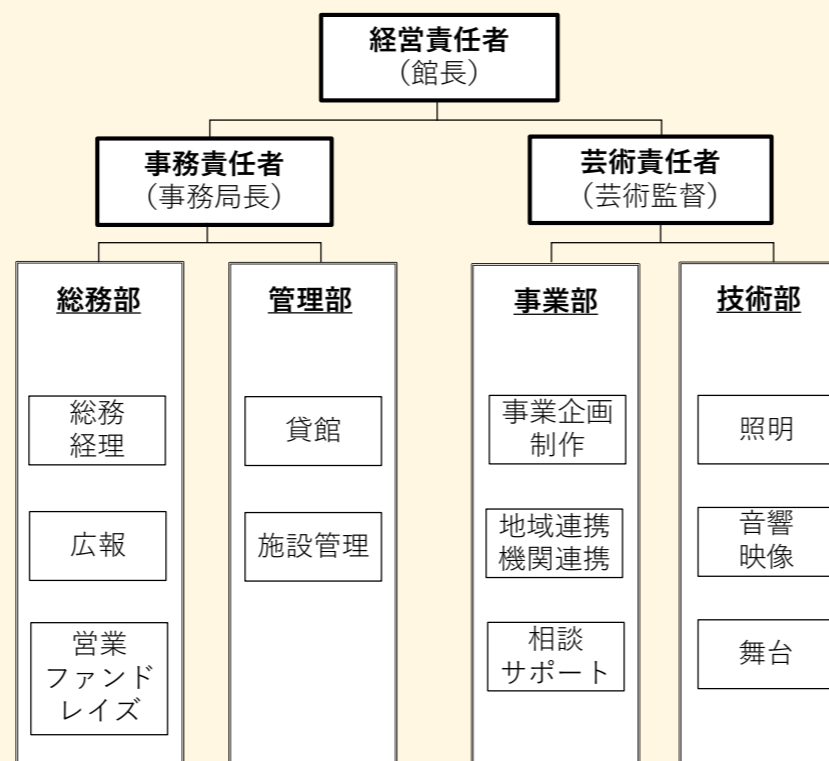 経営責任者
（館長）
事務責任者
（事務局長）
芸術責任者
（芸術監督）
総務部
総務
経理
広報
営業
ファンド
レイズ
管理部
貸館
施設管理
事業部
事業企画
制作
地域連携
機関連携
相談
サポート
技術部
照明
音響
映像
舞台